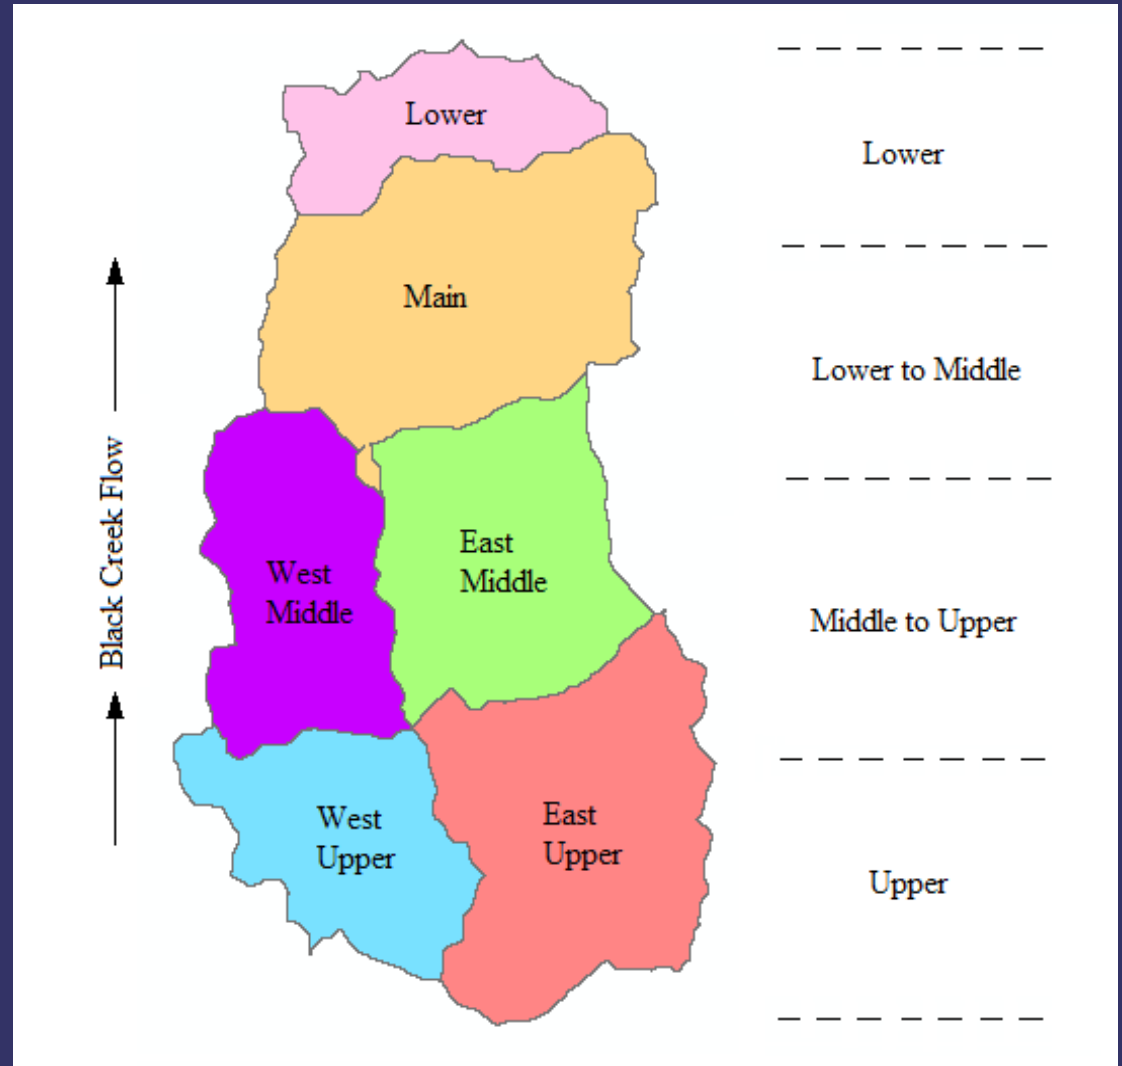 Lower
Main
West
Middle
East
Middle
West
Upper
East
Upper
Black Creek Flow
Lower
Lower to Middle
Middle to Upper
Upper